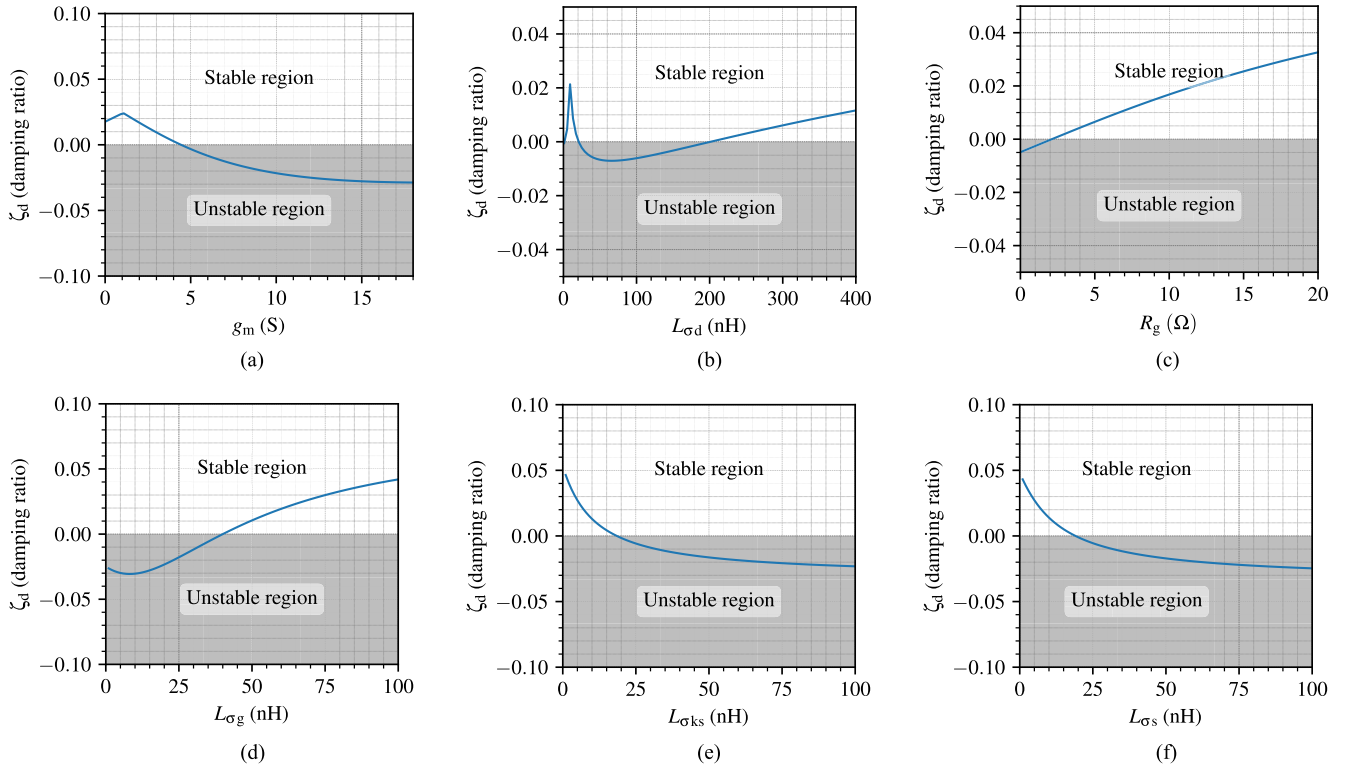 0.10
0.05
0.00
−0.05
−0.10
ζd (damping ratio)
Stable region
Unstable region
0 5 10 15
gm (S)
(a)
0.04
0.02
0.00
−0.02
−0.04
ζd (damping ratio)
Stable region
Unstable region
0 100 200 300 400
Lσd (nH)
(b)
0.04
0.02
0.00
−0.02
−0.04
ζd (damping ratio)
Stable region
Unstable region
0 5 10 15 20
Rg (Ω)
(c)
0.10
0.05
0.00
−0.05
−0.10
ζd (damping ratio)
Stable region
Unstable region
0 25 50 75 100
Lσg (nH)
(d)
0.10
0.05
0.00
−0.05
−0.10
ζd (damping ratio)
Stable region
Unstable region
0 25 50 75 100
Lσks (nH)
(e)
0.10
0.05
0.00
−0.05
−0.10
ζd (damping ratio)
Stable region
Unstable region
0 25 50 75 100
Lσs (nH)
(f)